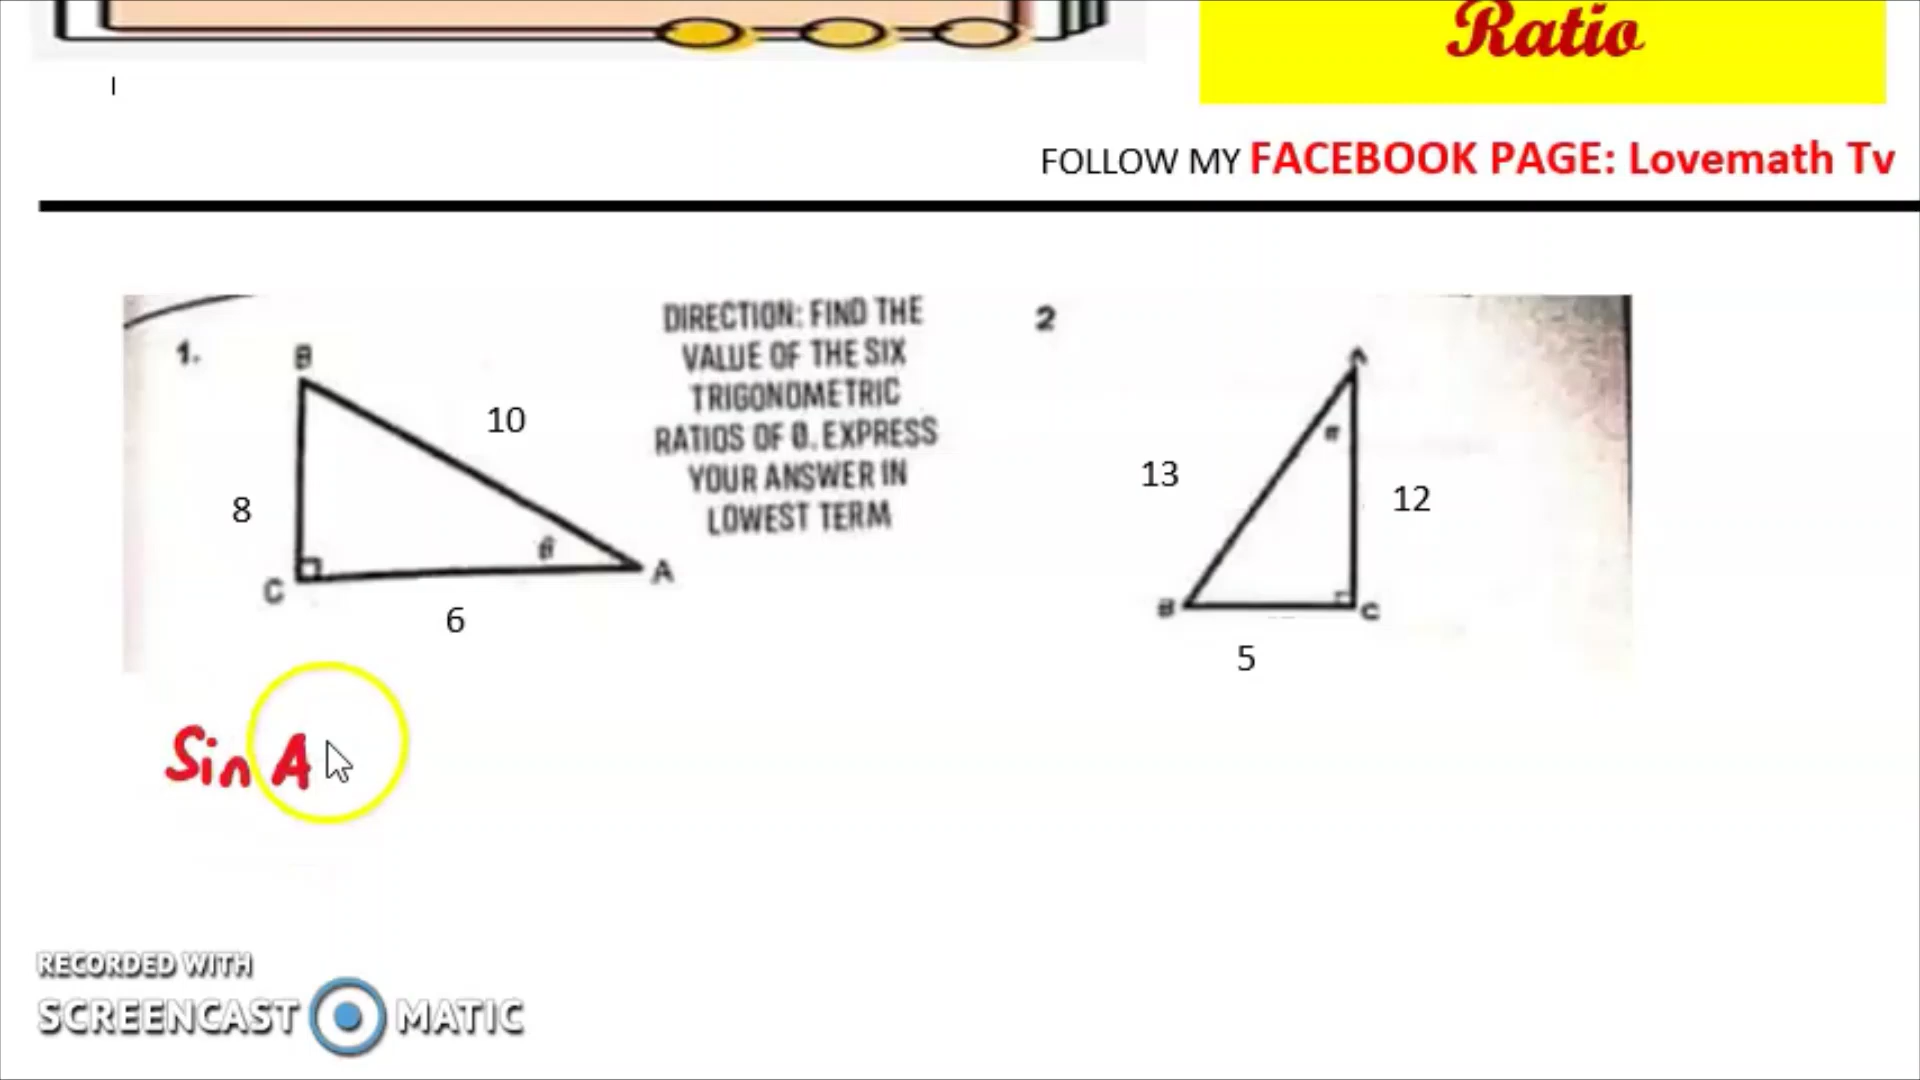 Ratio
FOLLOW MY FACEBOOK PAGE: Lovemath Tv
1.
B
10
8
θ
C
A
6
DIRECTION: FIND THE
VALUE OF THE SIX
TRIGONOMETRIC
RATIOS OF θ. EXPRESS
YOUR ANSWER IN
LOWEST TERM
2
A
13
12
B
C
5
Sin A
RECORDED WITH
SCREENCAST MATIC